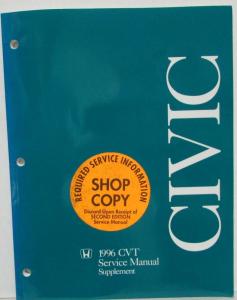 CIVIC
REQUIRED SERVICE INFORMATION
SHOP
COPY
Discard Upon Receipt of
SECOND EDITION
Service Manual
1996 CVT
Service Manual
Supplement